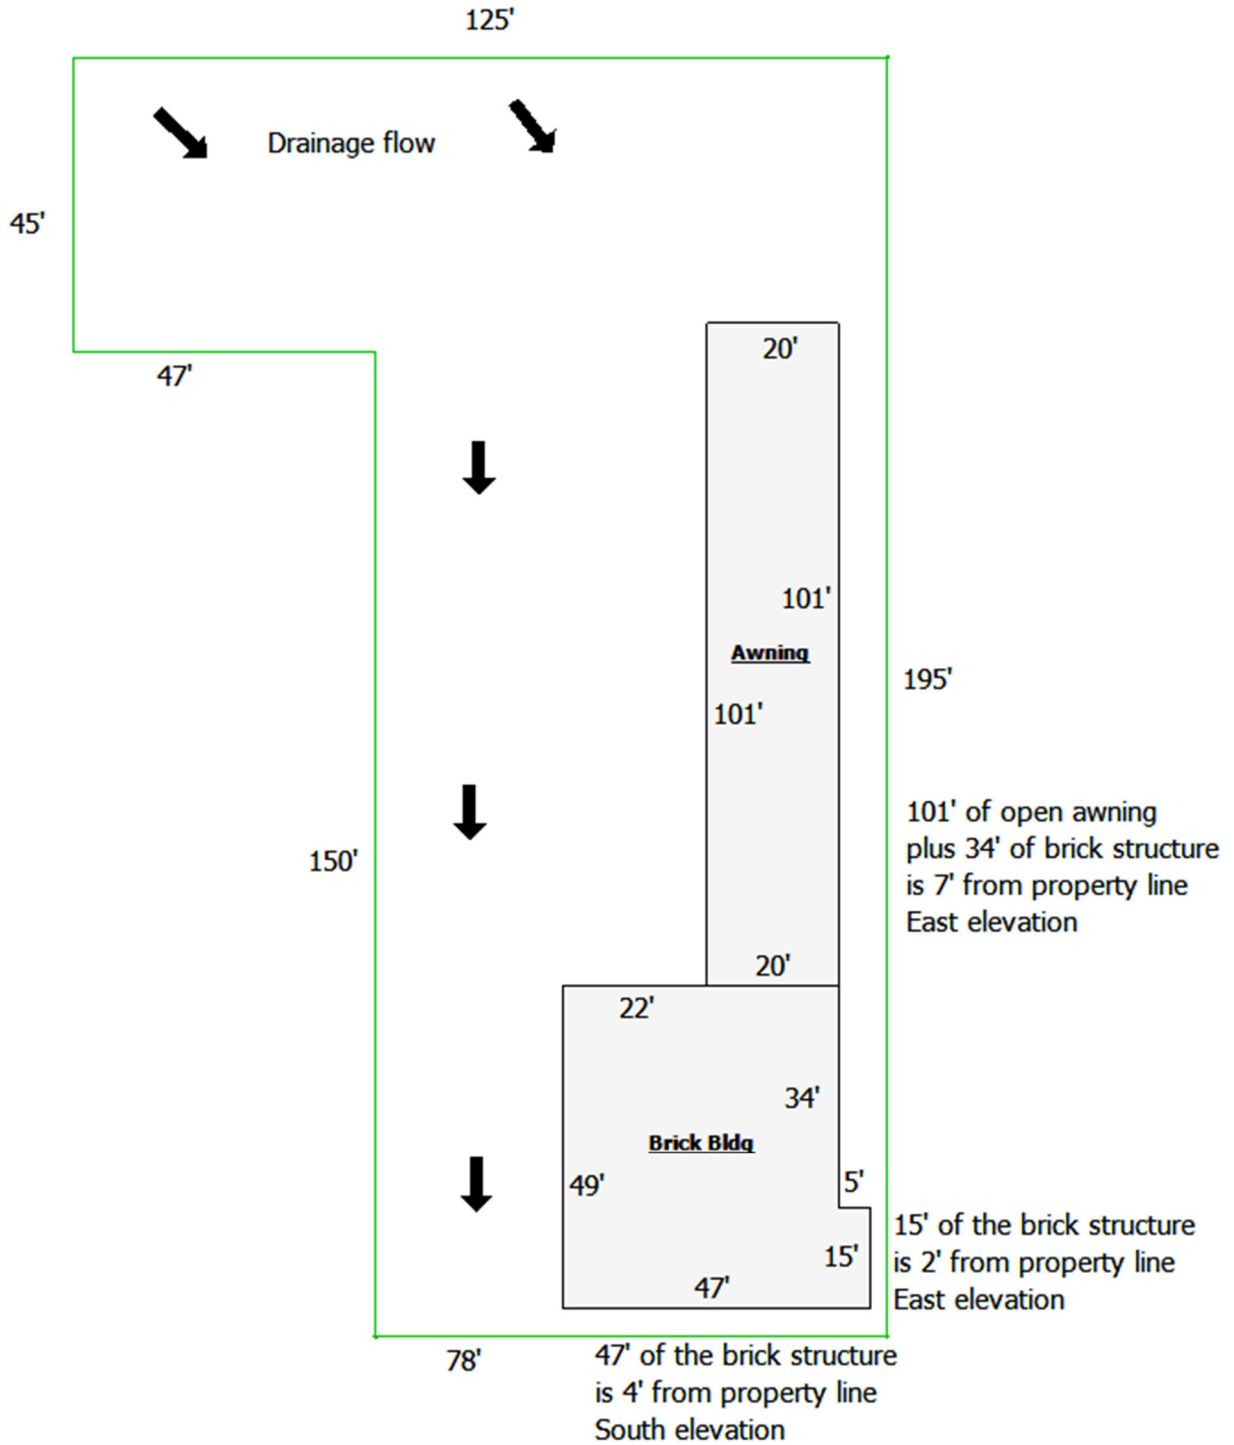 125'
Drainage flow
45'
47'
20'
101'
Awning
101'
195'
101' of open awning
plus 34' of brick structure
is 7' from property line
East elevation
150'
20'
22'
34'
Brick Bldg
49'
5'
15'
47'
15' of the brick structure
is 2' from property line
East elevation
78'
47' of the brick structure
is 4' from property line
South elevation